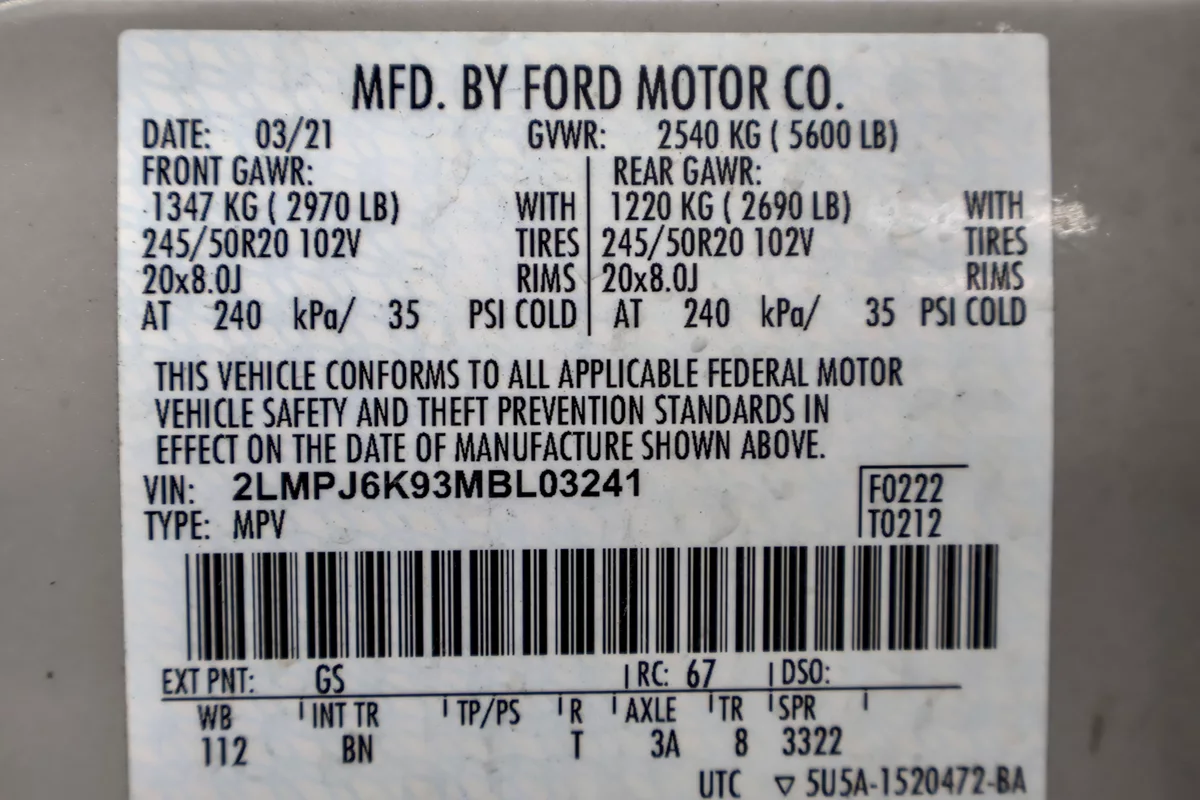 MFD. BY FORD MOTOR CO.
DATE: 03/21 GVWR: 2540 KG ( 5600 LB)
FRONT GAWR: REAR GAWR:
1347 KG ( 2970 LB) WITH 1220 KG ( 2690 LB) WITH
245/50R20 102V TIRES 245/50R20 102V TIRES
20x8.0J RIMS 20x8.0J RIMS
AT 240 kPa/ 35 PSI COLD AT 240 kPa/ 35 PSI COLD
THIS VEHICLE CONFORMS TO ALL APPLICABLE FEDERAL MOTOR
VEHICLE SAFETY AND THEFT PREVENTION STANDARDS IN
EFFECT ON THE DATE OF MANUFACTURE SHOWN ABOVE.
VIN: 2LMPJ6K93MBL03241
F0222
TYPE: MPV
T0212
EXT PNT: GS RC: 67 DSO:
WB INT TR TP/PS R AXLE TR SPR
112 BN T 3A 8 3322
UTC ▽ 5U5A-1520472-BA